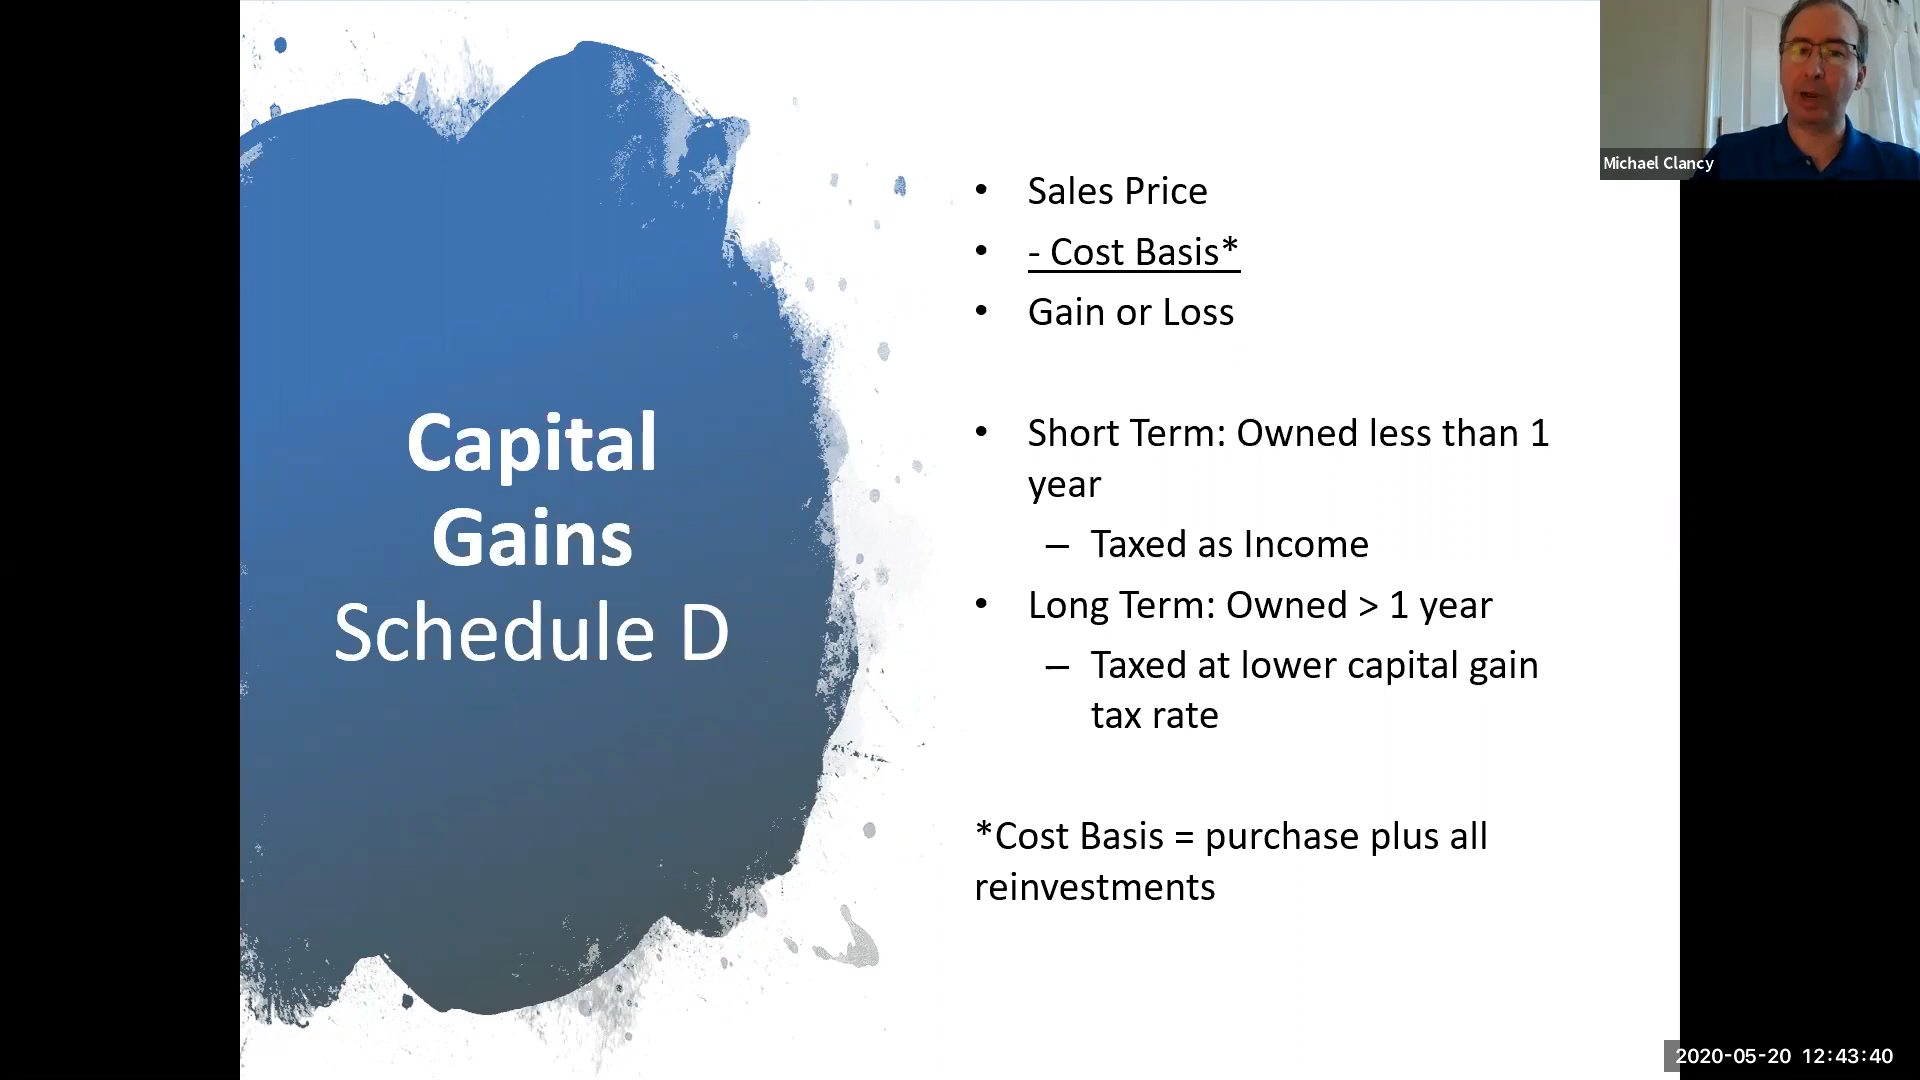 Capital
Gains
Schedule D
• Sales Price
• - Cost Basis*
• Gain or Loss
• Short Term: Owned less than 1
year
– Taxed as Income
• Long Term: Owned > 1 year
– Taxed at lower capital gain
tax rate
*Cost Basis = purchase plus all
reinvestments
Michael Clancy
2020-05-20 12:43:40